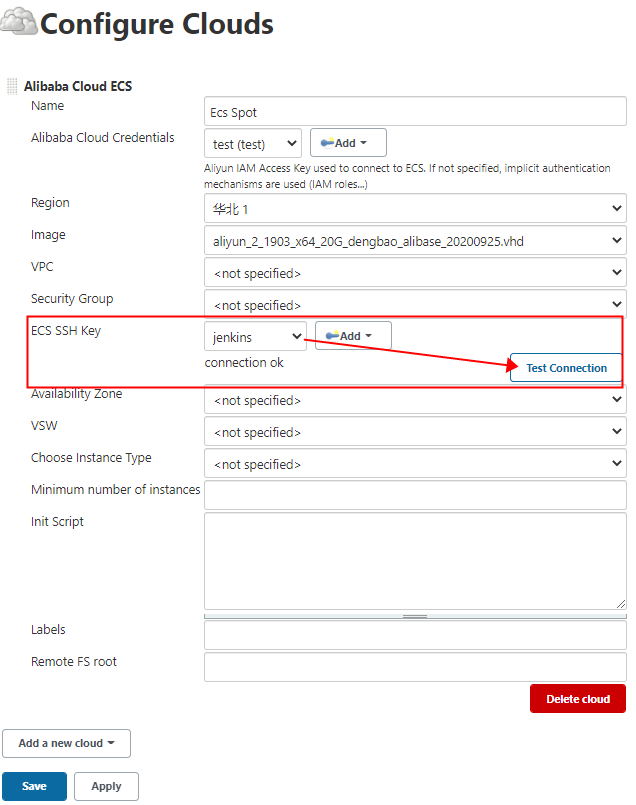 Configure Clouds
Alibaba Cloud ECS
Name
Ecs Spot
Alibaba Cloud Credentials
test (test)
Add
Aliyun IAM Access Key used to connect to ECS. If not specified, implicit authentication
mechanisms are used (IAM roles...)
Region
华北 1
Image
aliyun_2_1903_x64_20G_dengbao_alibase_20200925.vhd
VPC
<not specified>
Security Group
<not specified>
ECS SSH Key
jenkins
Add
connection ok
Test Connection
Availability Zone
<not specified>
VSW
<not specified>
Choose Instance Type
<not specified>
Minimum number of instances
Init Script
Labels
Remote FS root
Delete cloud
Add a new cloud
Save
Apply